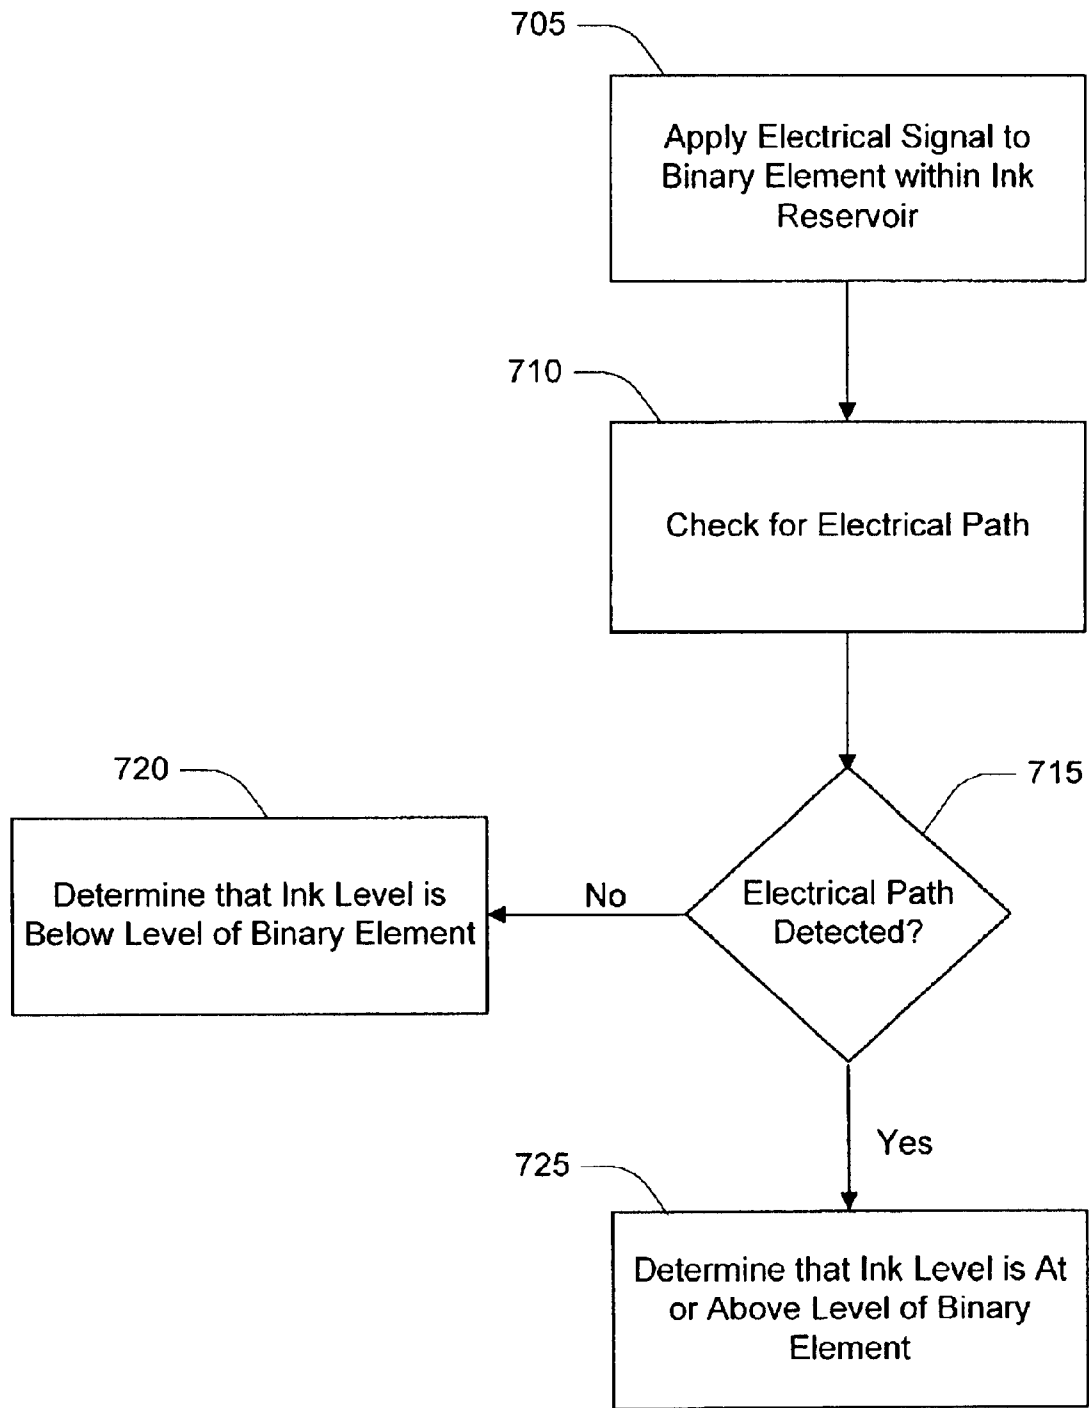 705
Apply Electrical Signal to
Binary Element within Ink
Reservoir
710
Check for Electrical Path
720
715
Determine that Ink Level is
Below Level of Binary Element
No
Electrical Path
Detected?
Yes
725
Determine that Ink Level is At
or Above Level of Binary
Element